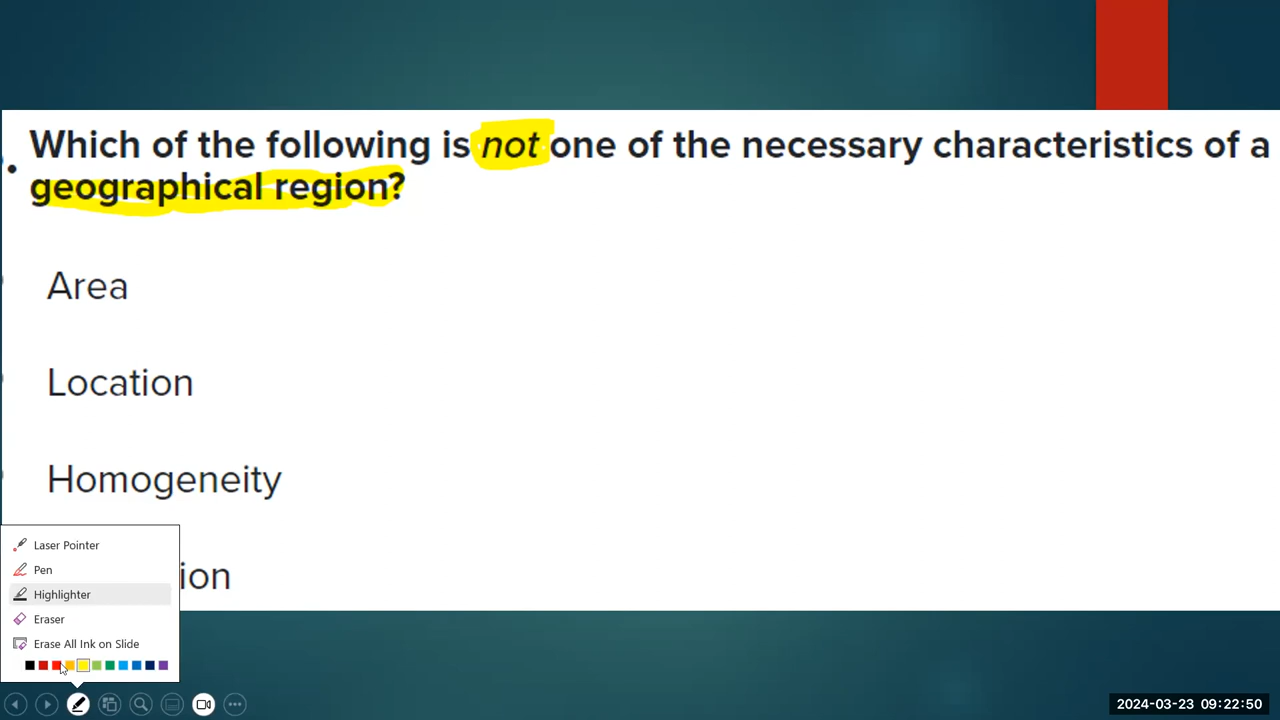 Which of the following is not one of the necessary characteristics of a
geographical region?
Area
Location
Homogeneity
Laser Pointer
Pen
Highlighter
Eraser
Erase All Ink on Slide
2024-03-23 09:22:50